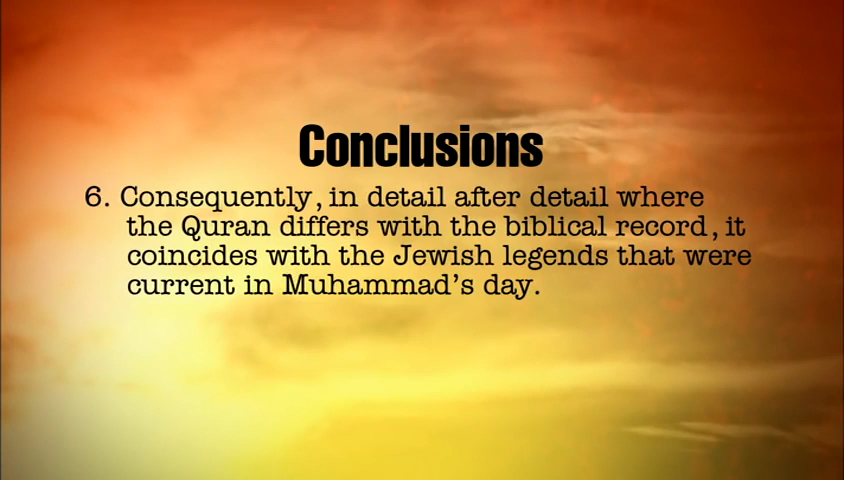 Conclusions
6. Consequently, in detail after detail where
the Quran differs with the biblical record, it
coincides with the Jewish legends that were
current in Muhammad's day.